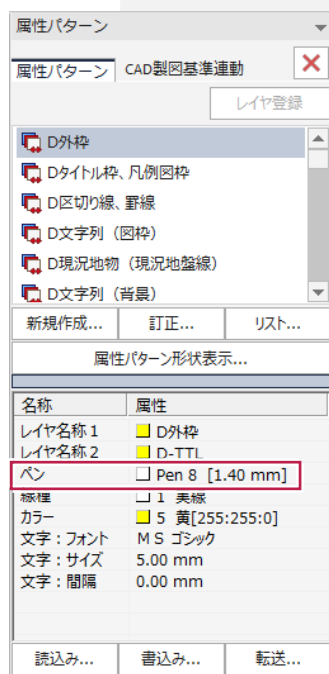 属性パターン
属性パターン CAD製図基準連動
レイヤ登録
D外枠
Dタイトル枠、凡例図枠
D区切り線、罫線
D文字列（図枠）
D現況地物（現況地盤線）
D文字列（背景）
新規作成... 訂正... リスト...
属性パターン形状表示...
名称 属性
レイヤ名称1 D外枠
レイヤ名称2 D-TTL
ペン Pen 8 [1.40 mm]
線種 1 実線
カラー 5 黄[255:255:0]
文字：フォント ＭＳ ゴシック
文字：サイズ 5.00 mm
文字：間隔 0.00 mm
読込み... 書込み... 転送...